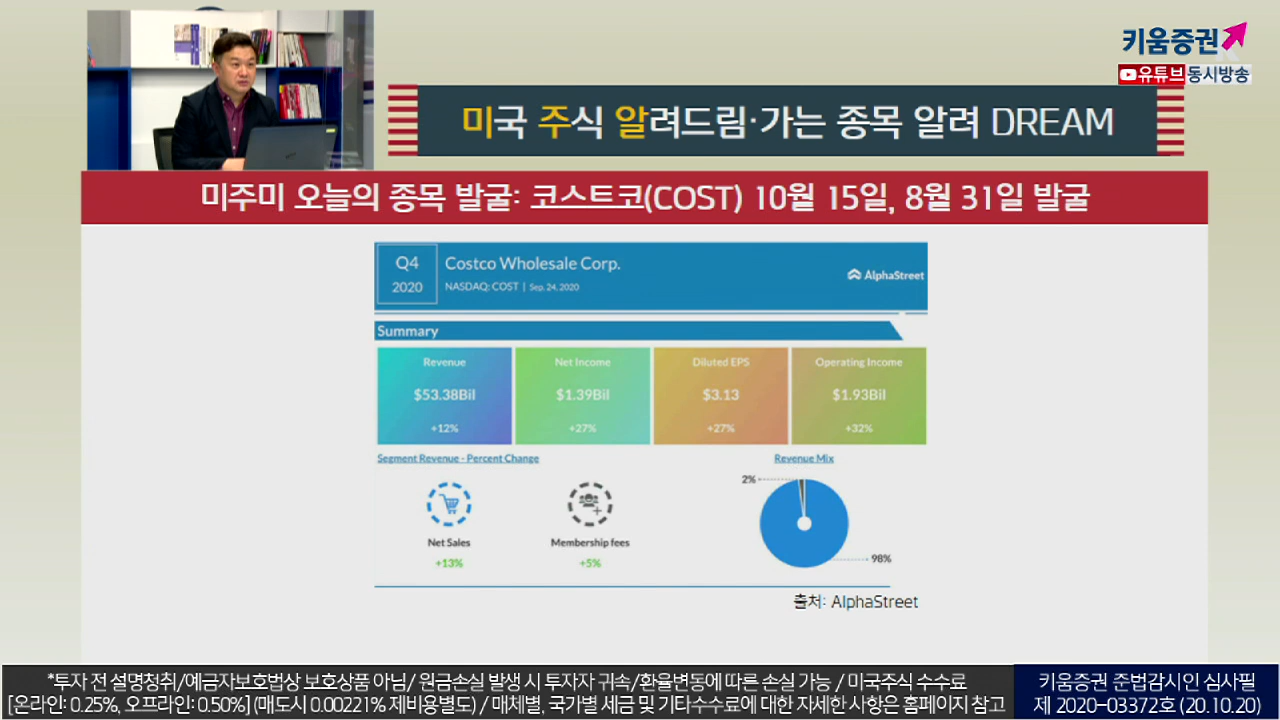 키움증권
유튜브동시방송
미국 주식 알려드림·가는 종목 알려 DREAM
미주미 오늘의 종목 발굴: 코스트코(COST) 10월 15일, 8월 31일 발굴
Q4
2020
Costco Wholesale Corp.
NASDAQ: COST | Sep. 24, 2020
AlphaStreet
Summary
Revenue
$53.38Bil
+12%
Net Income
$1.39Bil
+27%
Diluted EPS
$3.13
+27%
Operating Income
$1.93Bil
+32%
Segment Revenue - Percent Change
Net Sales
+13%
Membership fees
+5%
Revenue Mix
2%
98%
출처: AlphaStreet
*투자 전 설명청취/예금자보호법상 보호상품 아님/ 원금손실 발생 시 투자자 귀속/환율변동에 따른 손실 가능 / 미국주식 수수료
[온라인: 0.25%, 오프라인: 0.50%] (매도시 0.00221% 제비용별도) / 매체별, 국가별 세금 및 기타수수료에 대한 자세한 사항은 홈페이지 참고
키움증권 준법감시인 심사필
제 2020-03372호 (20.10.20)